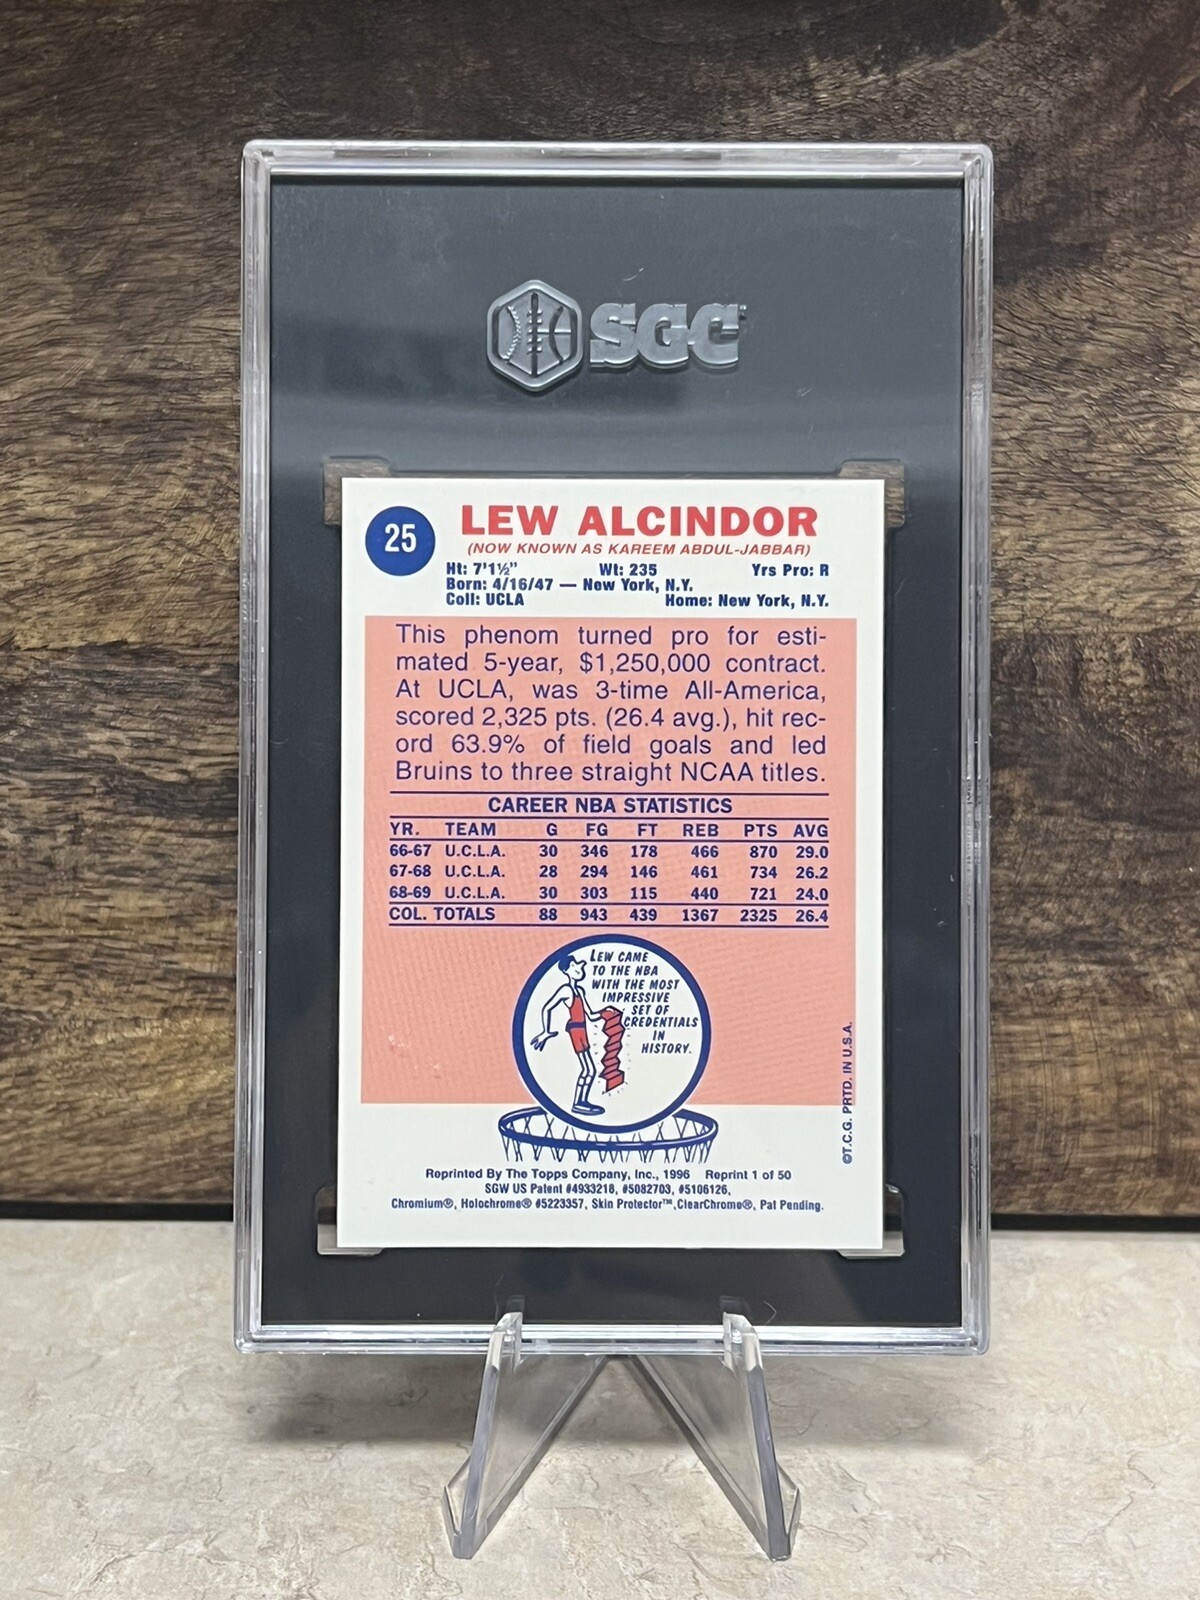 SGC
25
LEW ALCINDOR
(NOW KNOWN AS KAREEM ABDUL-JABBAR)
Ht: 7'1½" Wt: 235 Yrs Pro: R
Born: 4/16/47 — New York, N.Y.
Coll: UCLA Home: New York, N.Y.
This phenom turned pro for esti-
mated 5-year, $1,250,000 contract.
At UCLA, was 3-time All-America,
scored 2,325 pts. (26.4 avg.), hit rec-
ord 63.9% of field goals and led
Bruins to three straight NCAA titles.
CAREER NBA STATISTICS
YR. TEAM G FG FT REB PTS AVG
66-67 U.C.L.A. 30 346 178 466 870 29.0
67-68 U.C.L.A. 28 294 146 461 734 26.2
68-69 U.C.L.A. 30 303 115 440 721 24.0
COL. TOTALS 88 943 439 1367 2325 26.4
LEW CAME
TO THE NBA
WITH THE MOST
IMPRESSIVE
SET OF
CREDENTIALS
IN
HISTORY.
©T.C.G. PRTD. IN U.S.A.
Reprinted By The Topps Company, Inc., 1996 Reprint 1 of 50
SGW US Patent #4933218, #5082703, #5106126,
Chromium®, Holochrome® #5223357, Skin Protector™,ClearChrome®, Pat Pending.